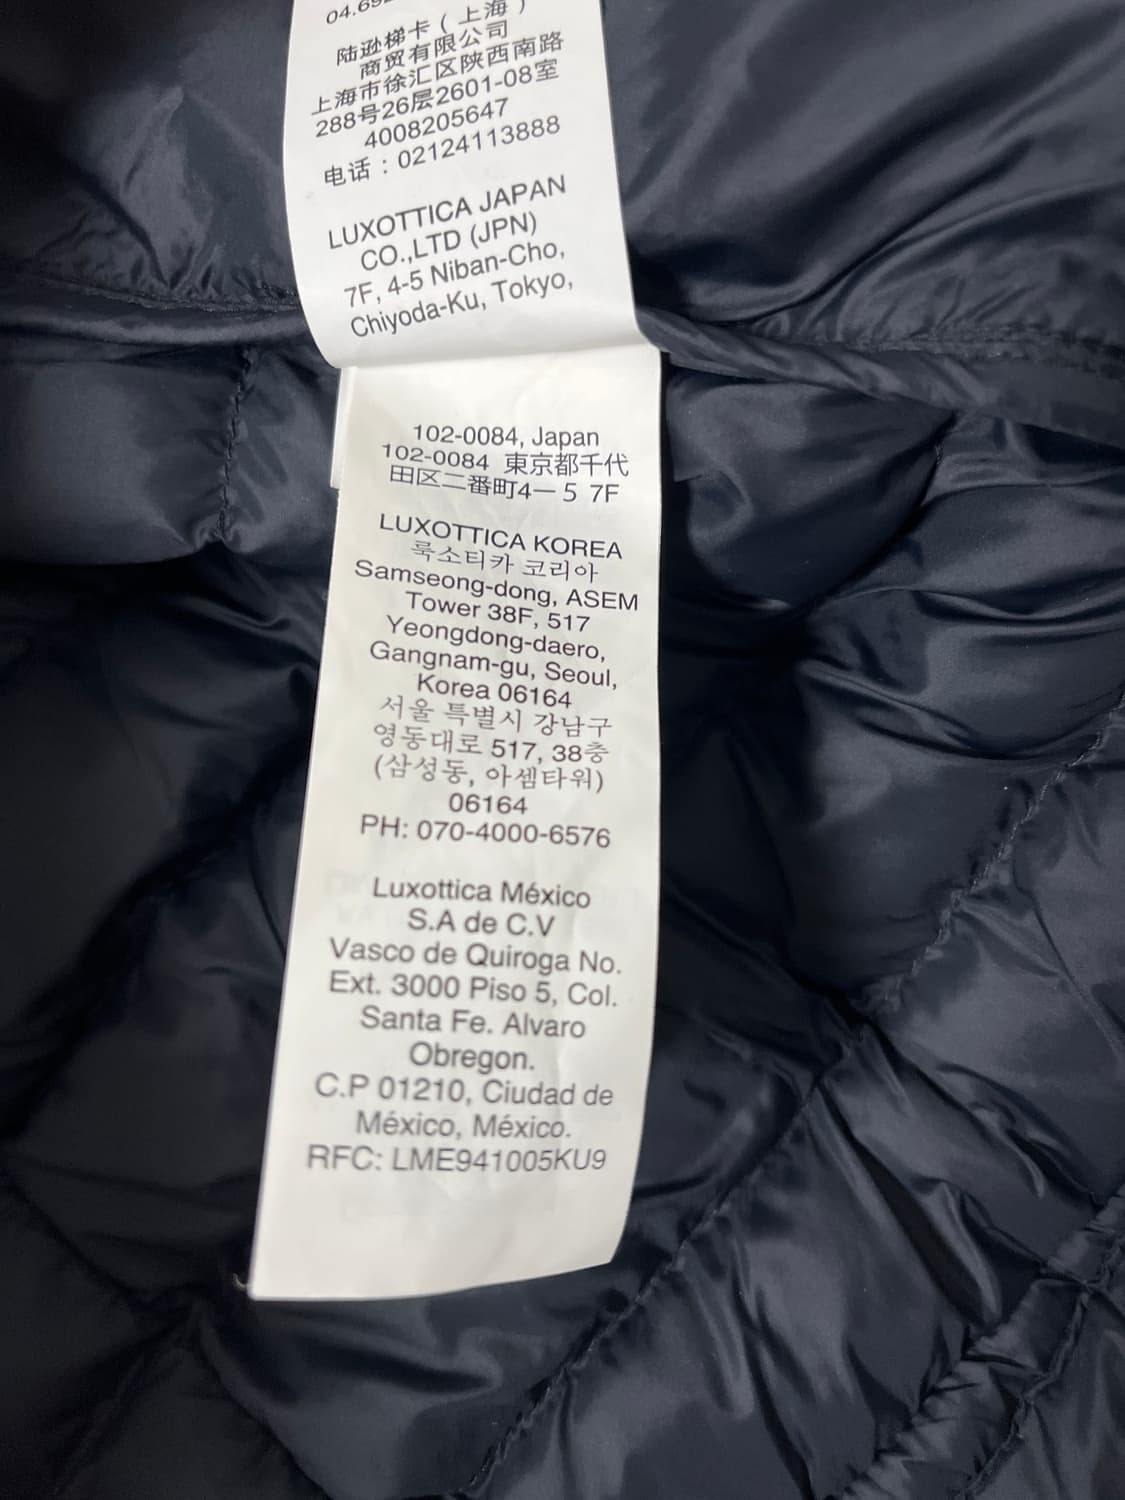 陆逊梯卡（上海）
商贸有限公司
上海市徐汇区陕西南路
288号26层2601-08室
4008205647
电话：02124113888
LUXOTTICA JAPAN
CO.,LTD (JPN)
7F, 4-5 Niban-Cho,
Chiyoda-Ku, Tokyo,
102-0084, Japan
102-0084 東京都千代
田区二番町4－5 7F
LUXOTTICA KOREA
룩소티카 코리아
Samseong-dong, ASEM
Tower 38F, 517
Yeongdong-daero,
Gangnam-gu, Seoul,
Korea 06164
서울 특별시 강남구
영동대로 517, 38층
(삼성동, 아셈타워)
06164
PH: 070-4000-6576
Luxottica México
S.A de C.V
Vasco de Quiroga No.
Ext. 3000 Piso 5, Col.
Santa Fe. Alvaro
Obregon.
C.P 01210, Ciudad de
México, México.
RFC: LME941005KU9